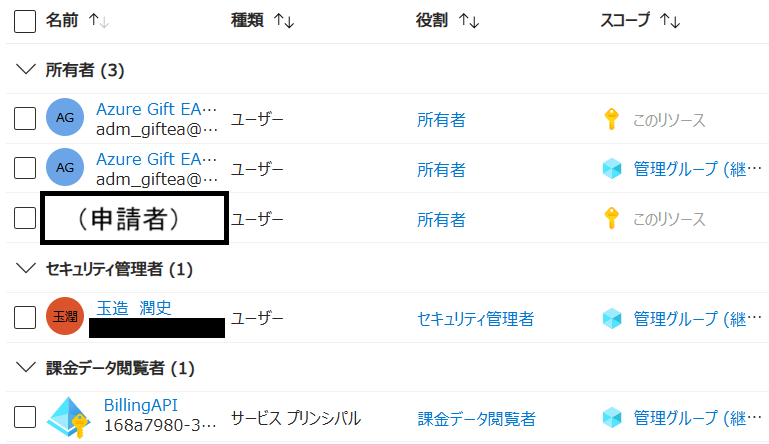 名前 ↑↓ 種類 ↑↓ 役割 ↑↓ スコープ ↑↓
所有者 (3)
AG Azure Gift EA… ユーザー 所有者 このリソース
adm_giftea@…
AG Azure Gift EA… ユーザー 所有者 管理グループ (継…
adm_giftea@…
（申請者） ユーザー 所有者 このリソース
セキュリティ管理者 (1)
玉潤 玉造 潤史 ユーザー セキュリティ管理者 管理グループ (継…
課金データ閲覧者 (1)
BillingAPI サービス プリンシパル 課金データ閲覧者 管理グループ (継…
168a7980-3…